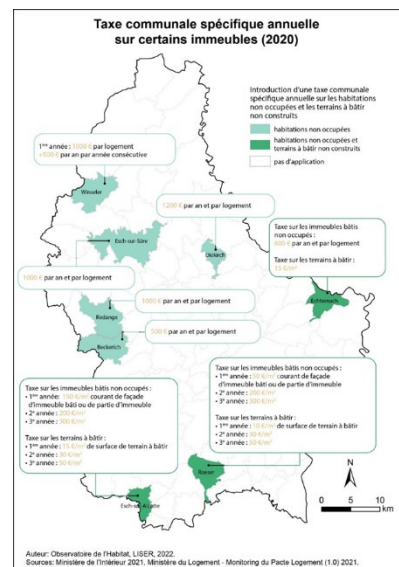 Taxe communale spécifique annuelle
sur certains immeubles (2020)
Introduction d'une taxe communale
spécifique annuelle sur les habitations
non occupées et les terrains à bâtir
non construits
habitations non occupées
habitations non occupées et
terrains à bâtir non construits
pas d'application
1ère année : 1000 € par logement
+500 € par an par année consécutive
Winseler
1200 € par an et par logement
Esch-sur-Sûre
Diekirch
Taxe sur les immeubles bâtis
non occupés :
600 € par an et par logement
Taxe sur les terrains à bâtir :
15 €/m²
Echternach
1000 € par an et par logement
1000 € par an et par logement
Redange
500 € par an et par logement
Beckerich
Taxe sur les immeubles bâtis non occupés :
• 1ère année: 100 €/m² courant de façade
d'immeuble bâti ou de partie d'immeuble
• 2e année : 200 €/m²
• 3e année : 300 €/m²
Taxe sur les terrains à bâtir :
• 1ère année : 15 €/m² de surface de terrain à bâtir
• 2e année : 30 €/m²
• 3e année : 50 €/m²
Taxe sur les immeubles bâtis non occupés :
• 1ère année : 50 €/m² courant de façade
d'immeuble bâti ou de partie d'immeuble
• 2e année : 200 €/m²
• 3e année : 300 €/m²
Taxe sur les terrains à bâtir :
• 1ère année : 10 €/m² de surface de terrain à bâtir
• 2e année : 30 €/m²
• 3e année : 50 €/m²
Roeser
Esch-sur-Alzette
N
0 5 10
km
Auteur: Observatoire de l'Habitat, LISER, 2022.
Sources: Ministère de l'Intérieur 2021, Ministère du Logement - Monitoring du Pacte Logement (1.0) 2021.